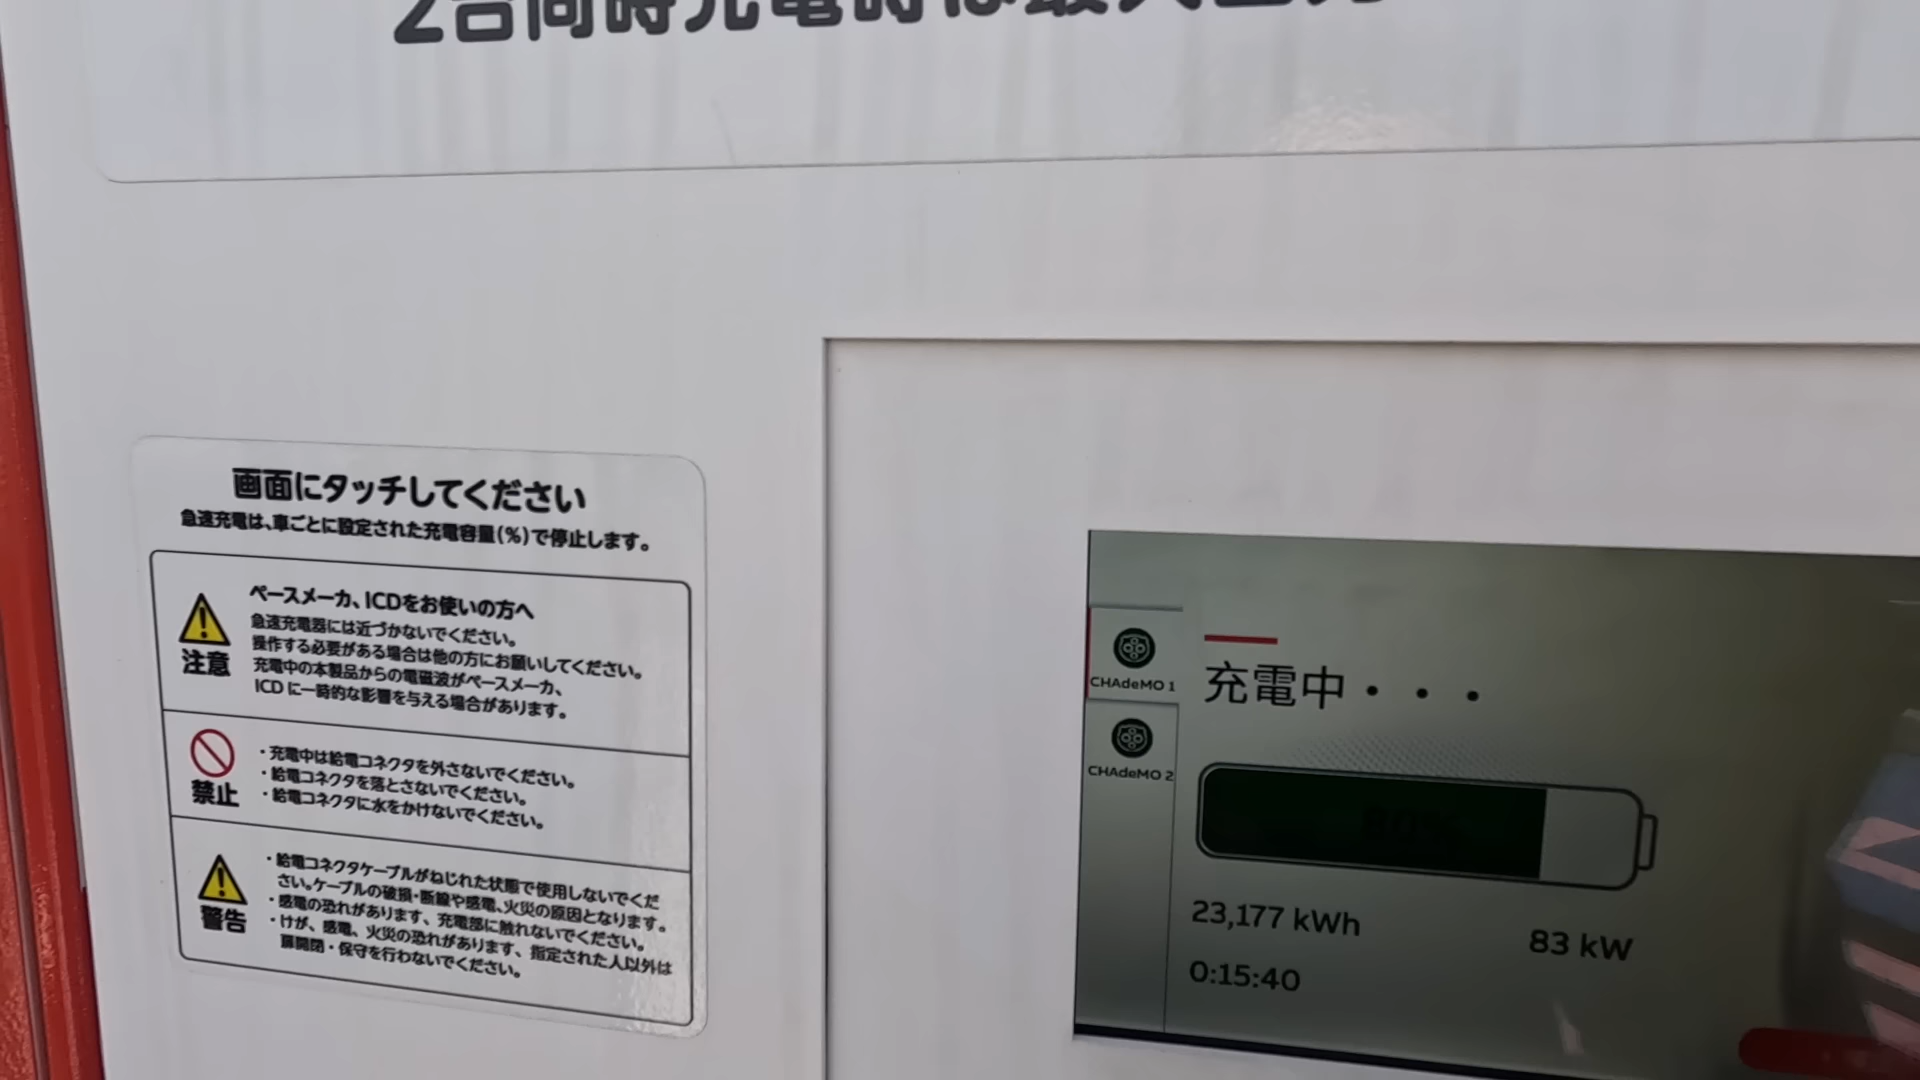 2台同時充電時は最大出力
画面にタッチしてください
急速充電は、車ごとに設定された充電容量(%)で停止します。
注意
ペースメーカ、ICDをお使いの方へ
急速充電器には近づかないでください。
操作する必要がある場合は他の方にお願いしてください。
充電中の本製品からの電磁波がペースメーカ、
ICDに一時的な影響を与える場合があります。
禁止
・充電中は給電コネクタを外さないでください。
・給電コネクタを落とさないでください。
・給電コネクタに水をかけないでください。
警告
・給電コネクタケーブルがねじれた状態で使用しないでくだ
さい。ケーブルの破損・断線や感電、火災の原因となります。
・感電の恐れがあります、充電部に触れないでください。
・けが、感電、火災の恐れがあります、指定された人以外は
扉開閉・保守を行わないでください。
CHAdeMO 1
CHAdeMO 2
充電中・・・
80%
23,177 kWh
83 kW
0:15:40